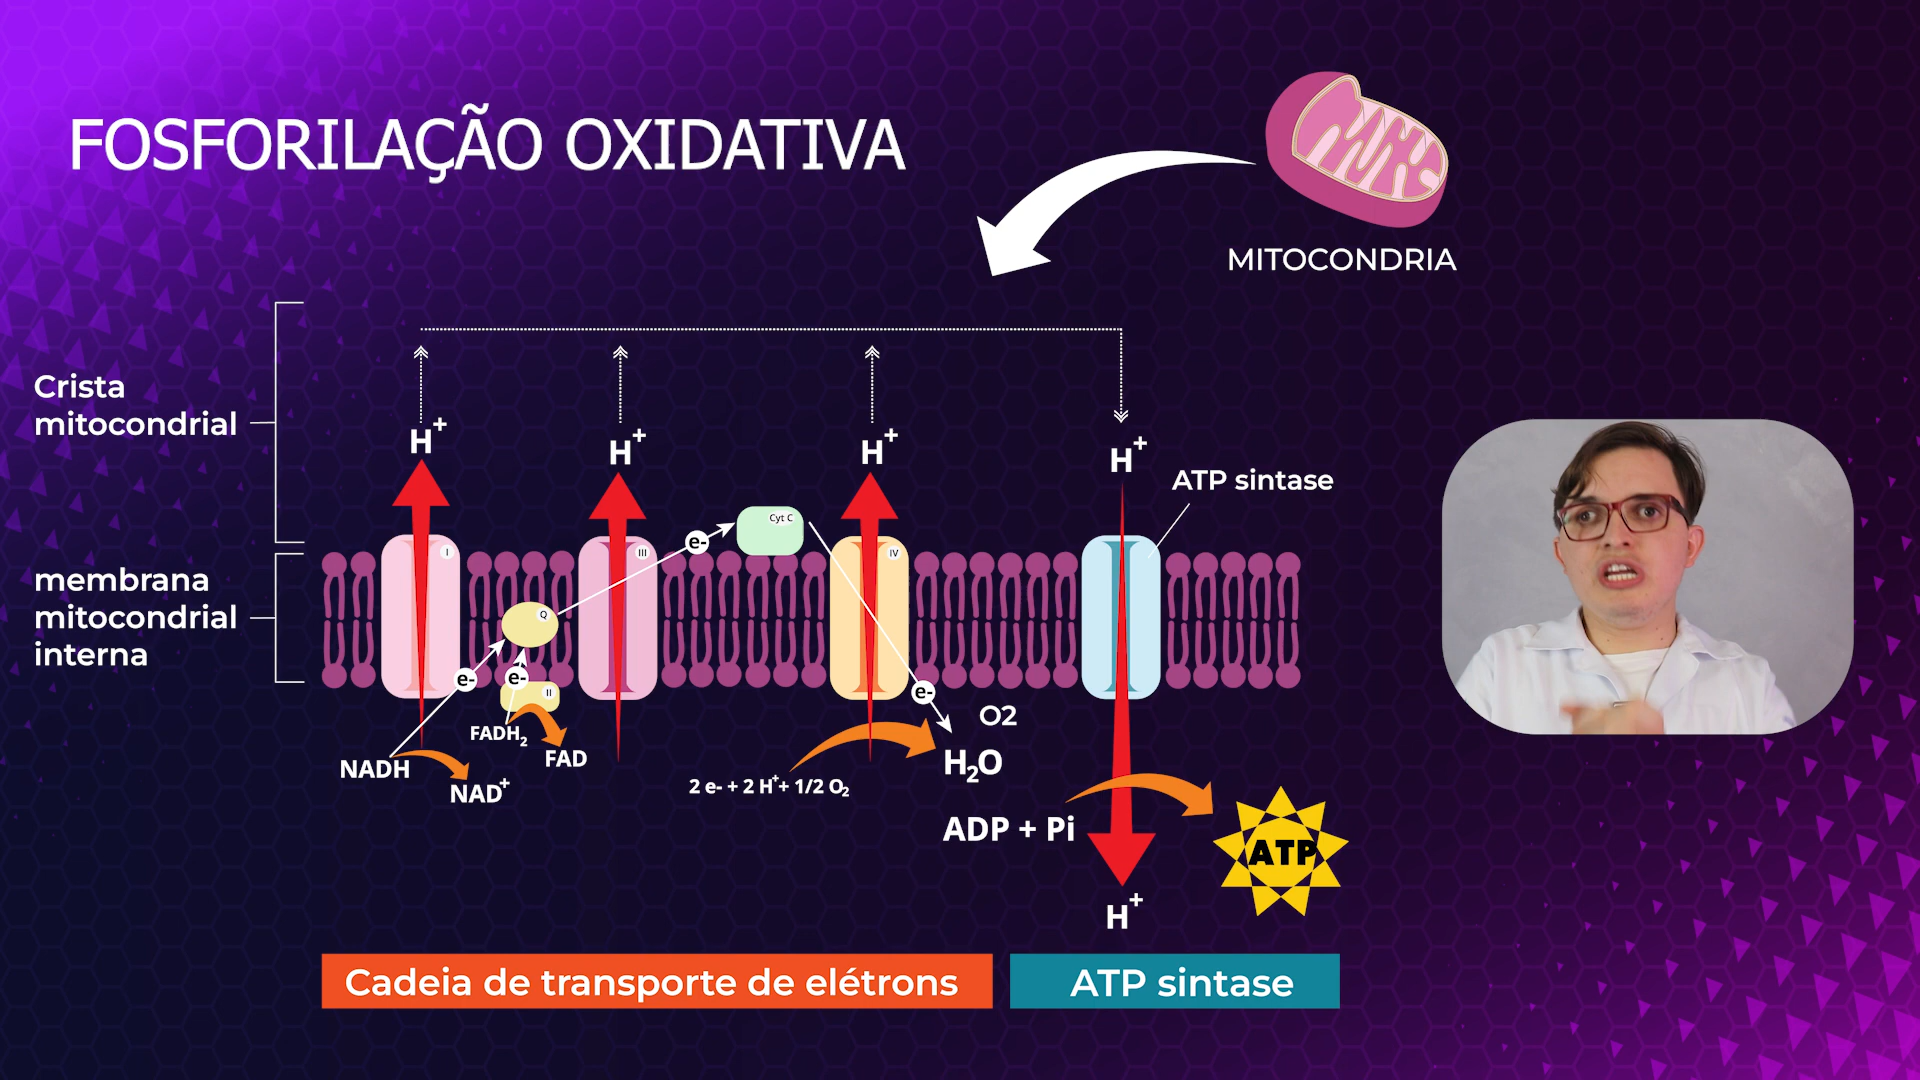 FOSFORILAÇÃO OXIDATIVA
MITOCONDRIA
Crista
mitocondrial
H+ H+ H+ H+
ATP sintase
Cyt C
e-
I III IV
membrana
mitocondrial
interna
Q
e- e- e-
II
O2
FADH2
FAD
NADH
NAD+
2 e- + 2 H+ + 1/2 O2
H2O
ADP + Pi
ATP
H+
Cadeia de transporte de elétrons
ATP sintase